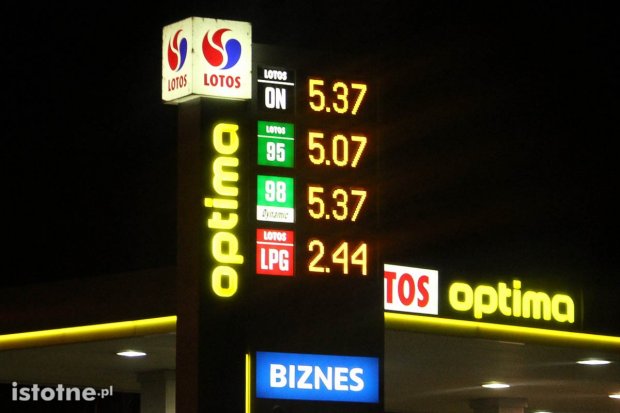 LOTOS
LOTOS
LOTOS
ON 5.37
LOTOS
95 5.07
98 5.37
Dynamic
LOTOS
LPG 2.44
optima
TOS optima
BIZNES
istotne.pl